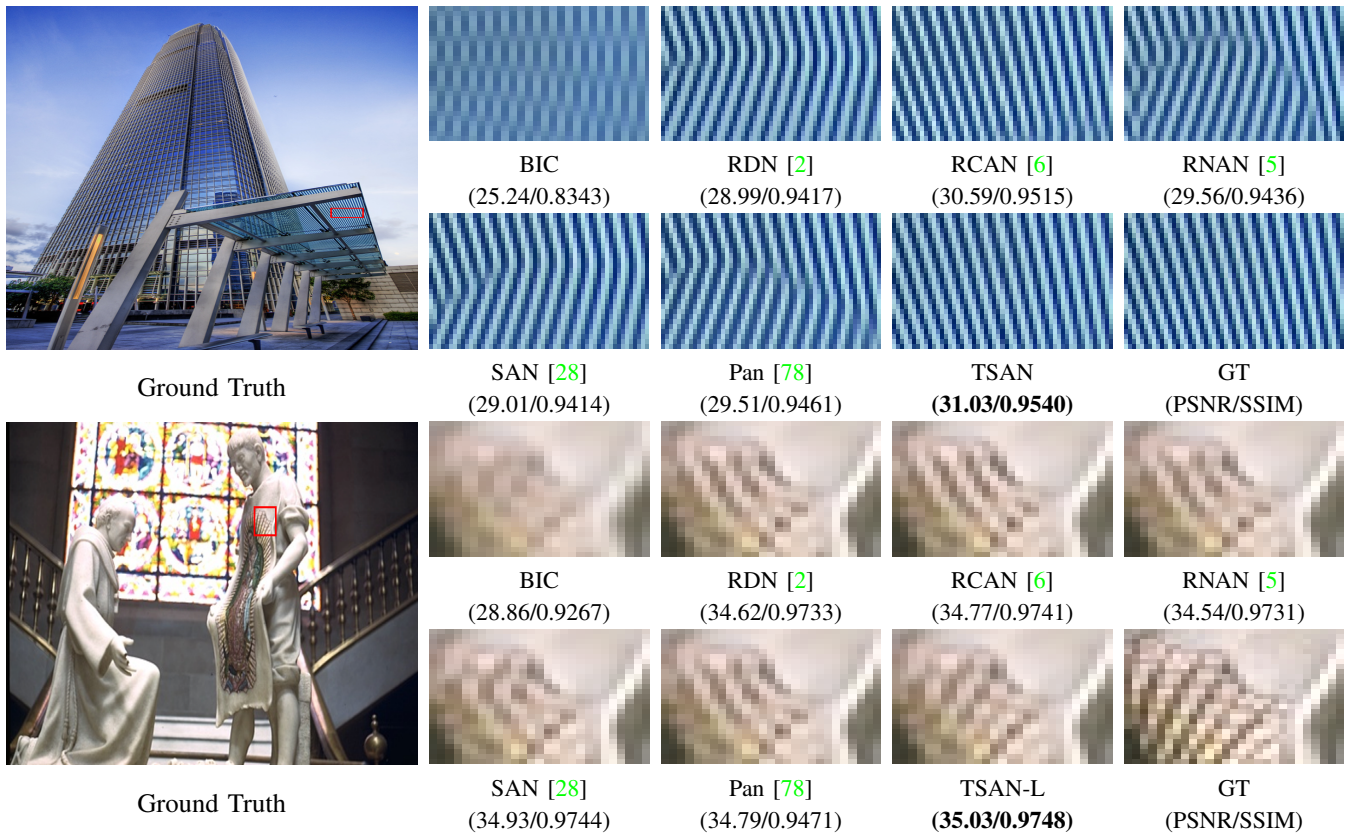 BIC RDN [2] RCAN [6] RNAN [5]
(25.24/0.8343) (28.99/0.9417) (30.59/0.9515) (29.56/0.9436)
Ground Truth
SAN [28] Pan [78] TSAN GT
(29.01/0.9414) (29.51/0.9461) (31.03/0.9540) (PSNR/SSIM)
BIC RDN [2] RCAN [6] RNAN [5]
(28.86/0.9267) (34.62/0.9733) (34.77/0.9741) (34.54/0.9731)
Ground Truth
SAN [28] Pan [78] TSAN-L GT
(34.93/0.9744) (34.79/0.9471) (35.03/0.9748) (PSNR/SSIM)